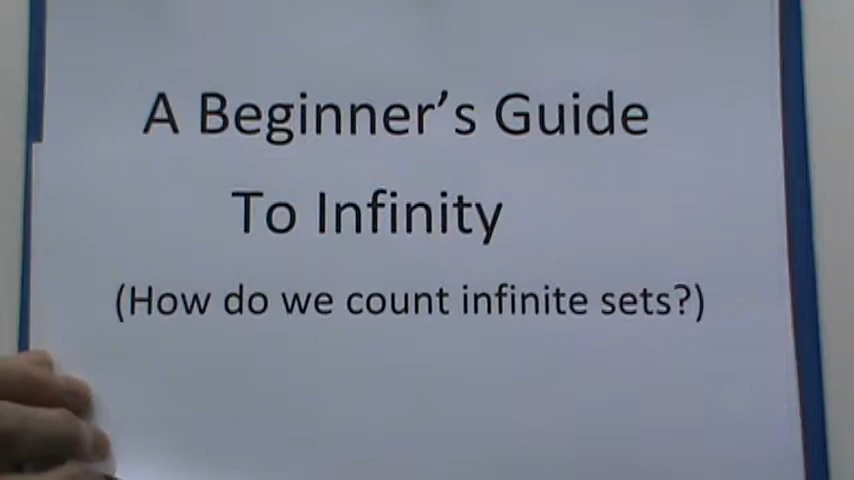 A Beginner’s Guide
To Infinity
(How do we count infinite sets?)